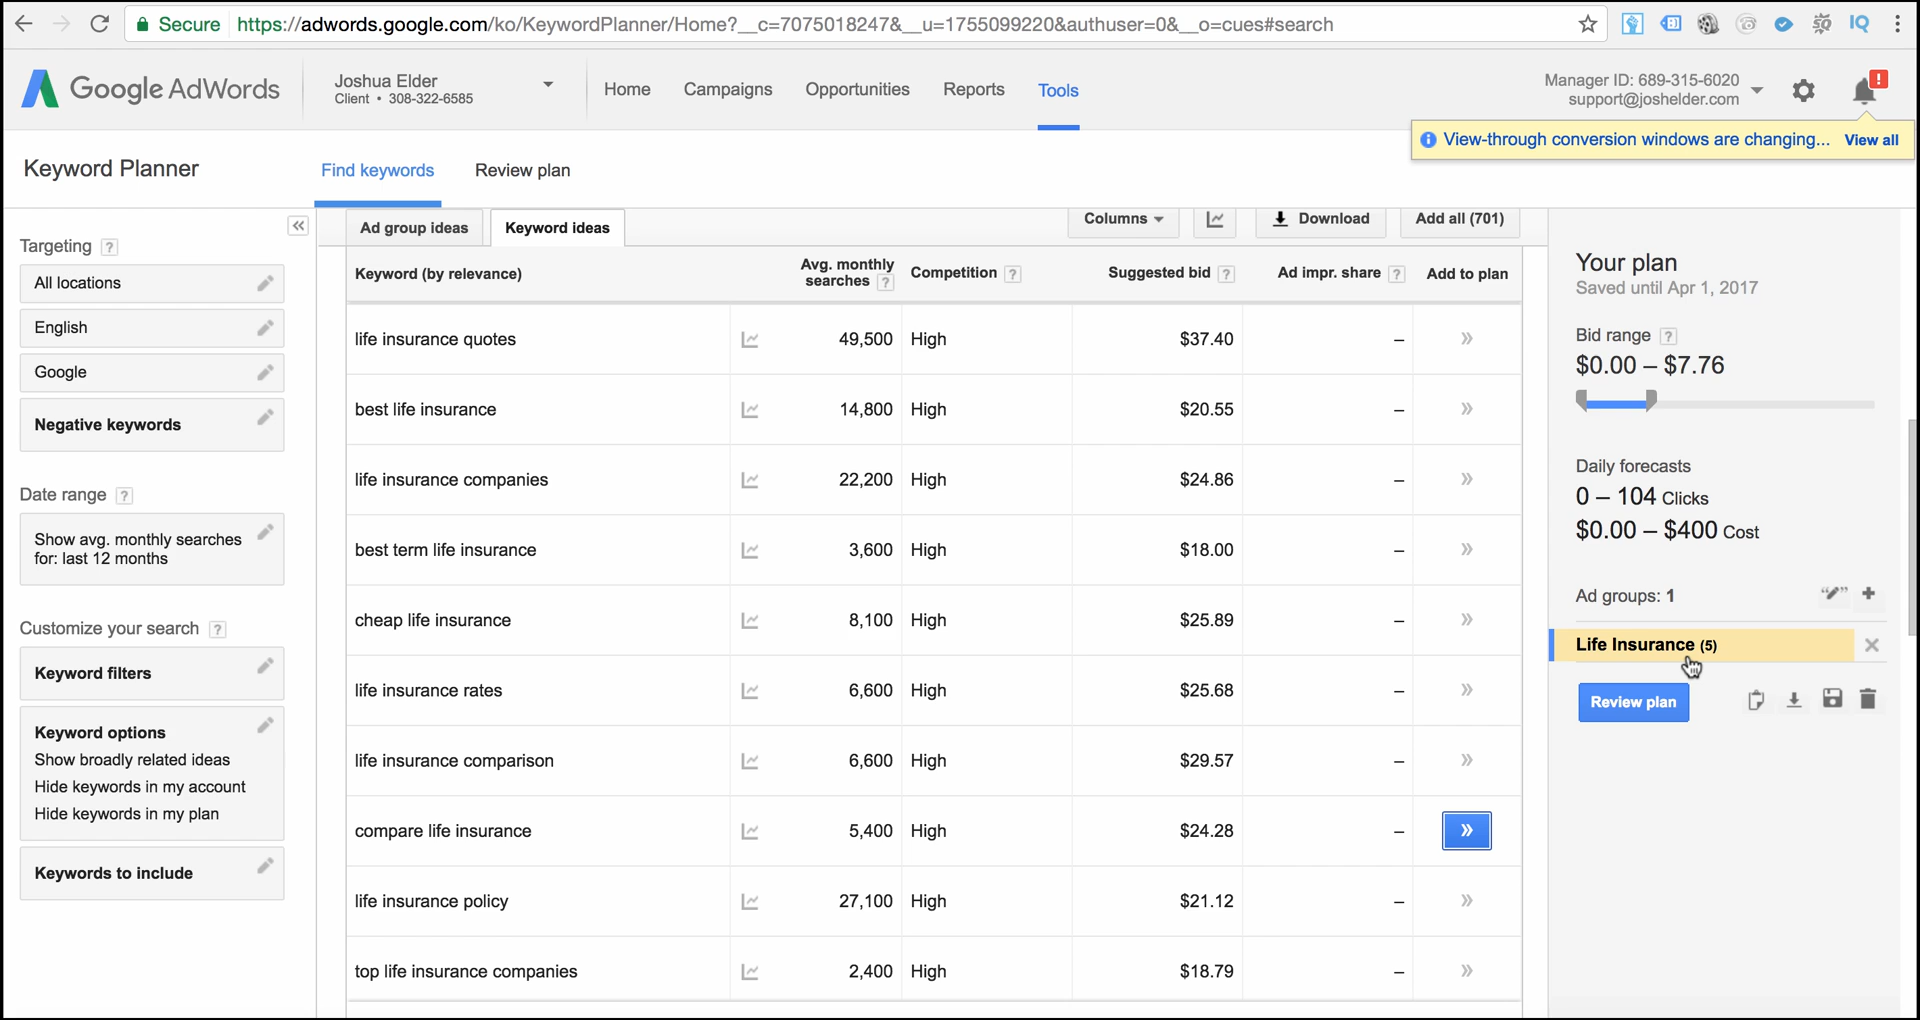 Secure https://adwords.google.com/ko/KeywordPlanner/Home?__c=7075018247&__u=1755099220&authuser=0&__o=cues#search
Google AdWords
Joshua Elder
Client • 308-322-6585
Home Campaigns Opportunities Reports Tools
Manager ID: 689-315-6020
support@joshelder.com
!
View-through conversion windows are changing... View all
Keyword Planner
Find keywords Review plan
«
Targeting ?
All locations
English
Google
Negative keywords
Date range ?
Show avg. monthly searches
for: last 12 months
Customize your search ?
Keyword filters
Keyword options
Show broadly related ideas
Hide keywords in my account
Hide keywords in my plan
Keywords to include
Ad group ideas Keyword ideas
Columns Download Add all (701)
Keyword (by relevance) Avg. monthly searches ? Competition ? Suggested bid ? Ad impr. share ? Add to plan
life insurance quotes 49,500 High $37.40 – »
best life insurance 14,800 High $20.55 – »
life insurance companies 22,200 High $24.86 – »
best term life insurance 3,600 High $18.00 – »
cheap life insurance 8,100 High $25.89 – »
life insurance rates 6,600 High $25.68 – »
life insurance comparison 6,600 High $29.57 – »
compare life insurance 5,400 High $24.28 – »
life insurance policy 27,100 High $21.12 – »
top life insurance companies 2,400 High $18.79 – »
Your plan
Saved until Apr 1, 2017
Bid range ?
$0.00 – $7.76
Daily forecasts
0 – 104 Clicks
$0.00 – $400 Cost
Ad groups: 1
Life Insurance (5)
Review plan